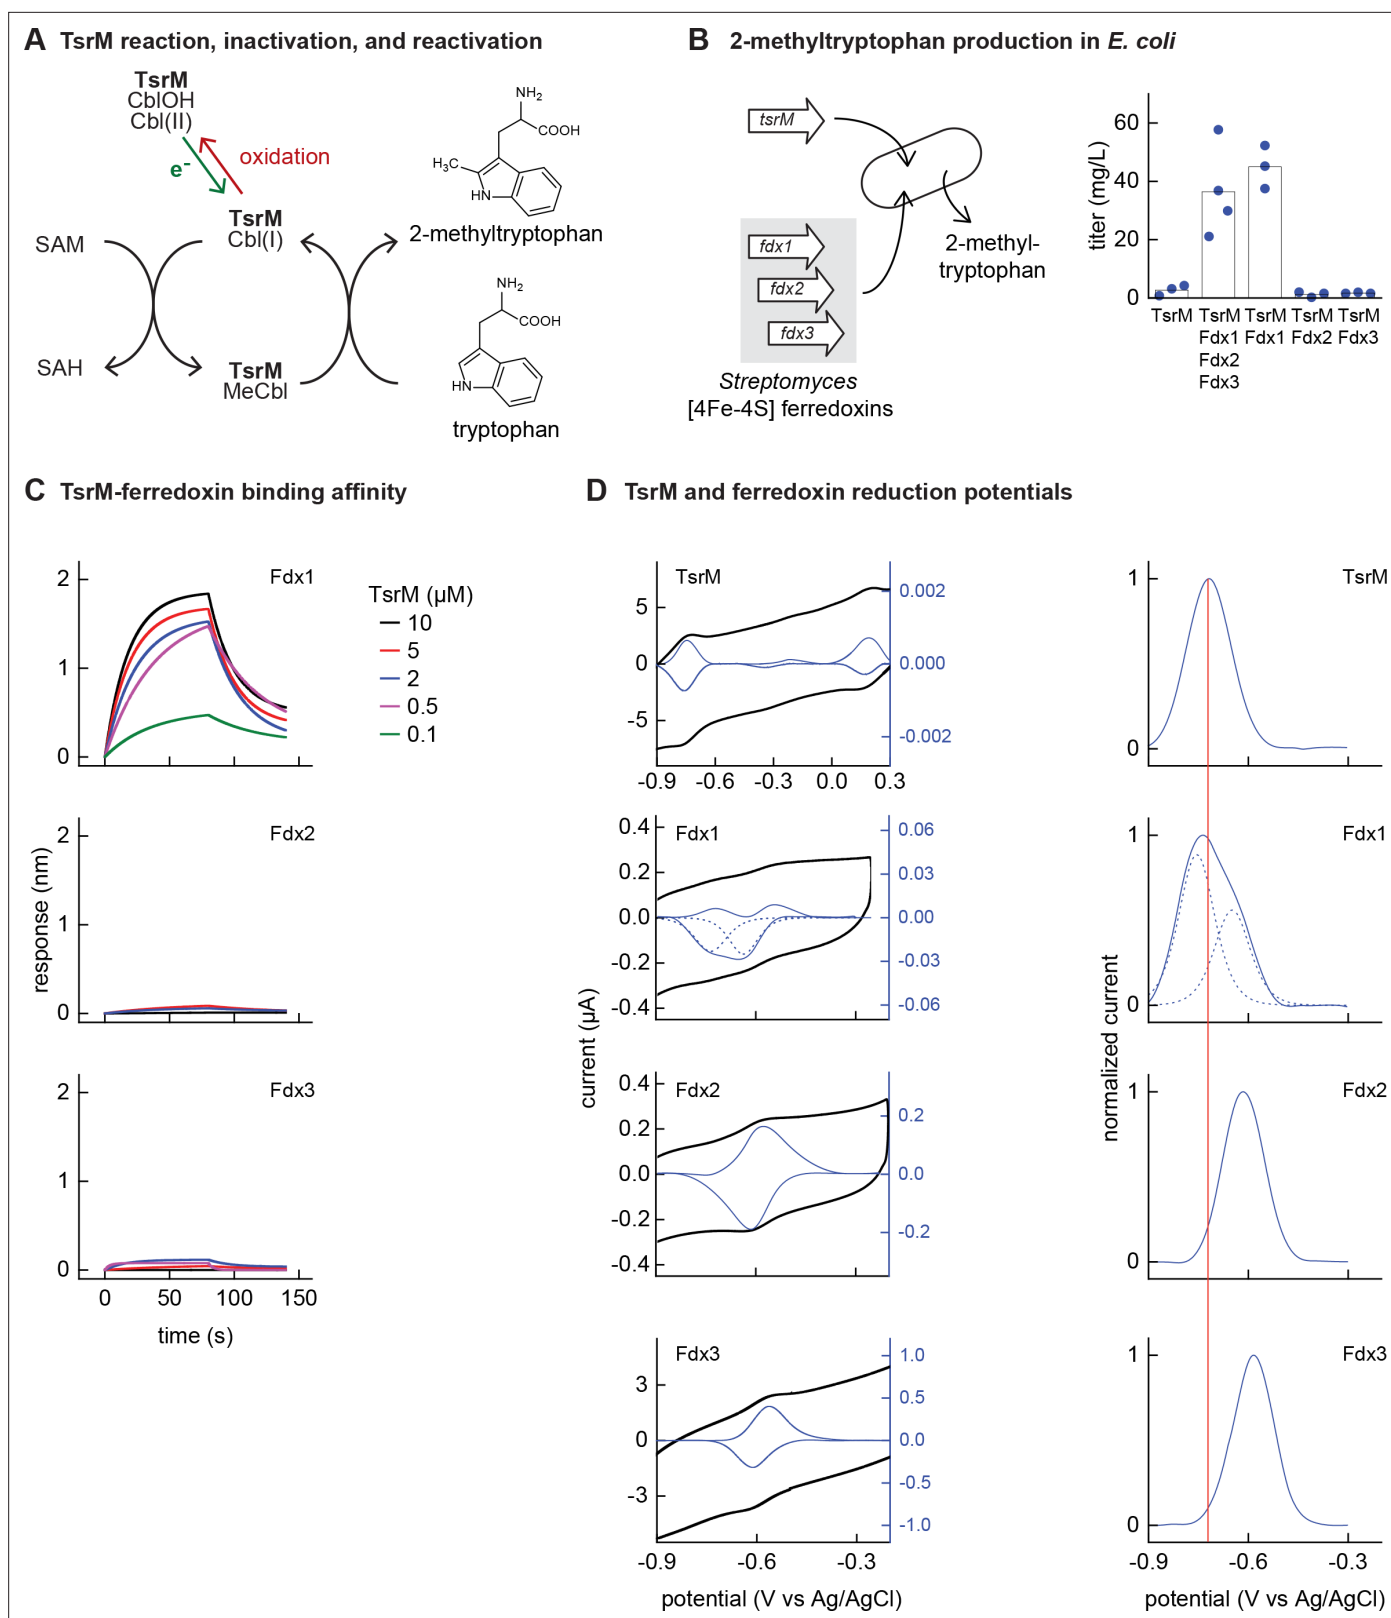 A TsrM reaction, inactivation, and reactivation
TsrM
CblOH
Cbl(II)
e-
oxidation
TsrM
Cbl(I)
SAM
SAH
TsrM
MeCbl
NH2
COOH
H3C
HN
2-methyltryptophan
NH2
COOH
HN
tryptophan
B 2-methyltryptophan production in E. coli
tsrM
fdx1
fdx2
fdx3
Streptomyces
[4Fe-4S] ferredoxins
2-methyl-
tryptophan
titer (mg/L)
60
40
20
0
TsrM TsrM TsrM TsrM TsrM
Fdx1 Fdx1 Fdx2 Fdx3
Fdx2
Fdx3
C TsrM-ferredoxin binding affinity
Fdx1
2
1
0
TsrM (µM)
10
5
2
0.5
0.1
Fdx2
2
1
0
response (nm)
Fdx3
2
1
0
0 50 100 150
time (s)
D TsrM and ferredoxin reduction potentials
TsrM
5
0
-5
0.002
0.000
-0.002
-0.9 -0.6 -0.3 0.0 0.3
Fdx1
0.4
0.2
0.0
-0.2
-0.4
0.06
0.03
0.00
-0.03
-0.06
current (µA)
Fdx2
0.4
0.2
0.0
-0.2
-0.4
0.2
0.0
-0.2
Fdx3
3
0
-3
1.0
0.5
0.0
-0.5
-1.0
-0.9 -0.6 -0.3
potential (V vs Ag/AgCl)
TsrM
1
0
Fdx1
1
0
normalized current
Fdx2
1
0
Fdx3
1
0
-0.9 -0.6 -0.3
potential (V vs Ag/AgCl)